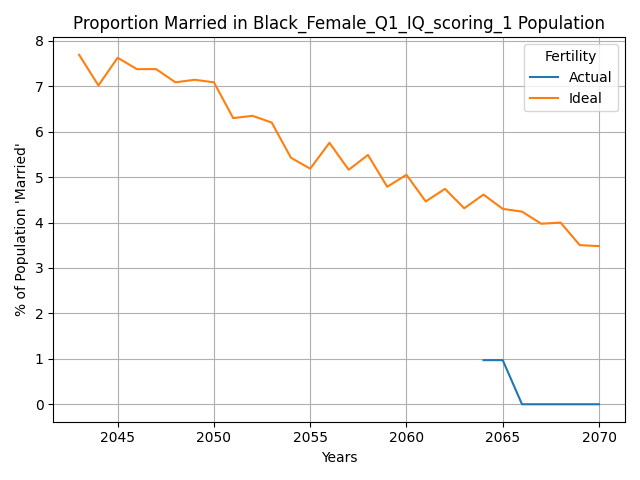 Proportion Married in Black_Female_Q1_IQ_scoring_1 Population
% of Population 'Married'
8
7
6
5
4
3
2
1
0
Fertility
Actual
Ideal
2045 2050 2055 2060 2065 2070
Years